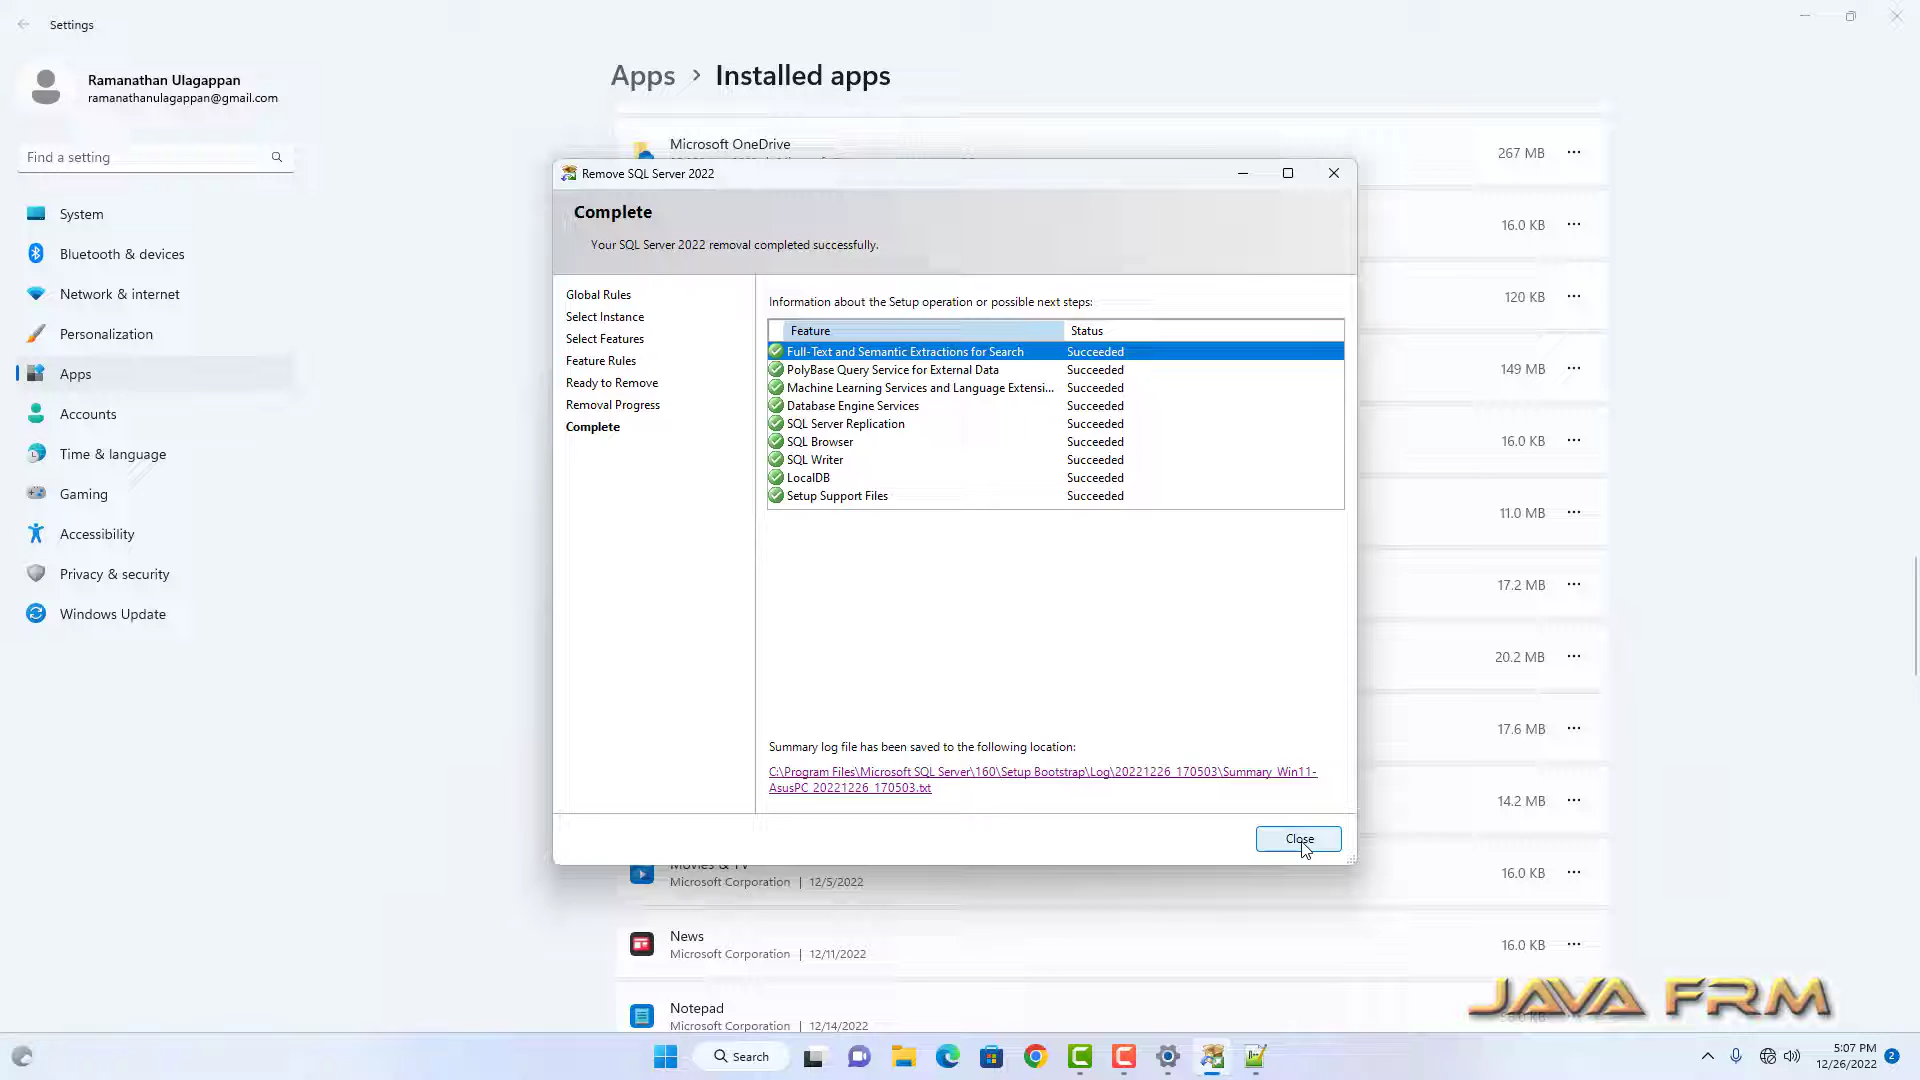 Settings
Ramanathan Ulagappan
ramanathanulagappan@gmail.com
Find a setting
System
Bluetooth & devices
Network & internet
Personalization
Apps
Accounts
Time & language
Gaming
Accessibility
Privacy & security
Windows Update
Apps > Installed apps
Microsoft OneDrive
267 MB
16.0 KB
120 KB
149 MB
16.0 KB
11.0 MB
17.2 MB
20.2 MB
17.6 MB
14.2 MB
Remove SQL Server 2022
Complete
Your SQL Server 2022 removal completed successfully.
Global Rules
Select Instance
Select Features
Feature Rules
Ready to Remove
Removal Progress
Complete
Information about the Setup operation or possible next steps:
Feature Status
Full-Text and Semantic Extractions for Search Succeeded
PolyBase Query Service for External Data Succeeded
Machine Learning Services and Language Extensi... Succeeded
Database Engine Services Succeeded
SQL Server Replication Succeeded
SQL Browser Succeeded
SQL Writer Succeeded
LocalDB Succeeded
Setup Support Files Succeeded
Summary log file has been saved to the following location:
C:\Program Files\Microsoft SQL Server\160\Setup Bootstrap\Log\20221226_170503\Summary_Win11-
AsusPC_20221226_170503.txt
Close
Movies & TV
Microsoft Corporation | 12/5/2022
16.0 KB
News
Microsoft Corporation | 12/11/2022
16.0 KB
Notepad
Microsoft Corporation | 12/14/2022
JAVA FRM
Search
5:07 PM
12/26/2022
2